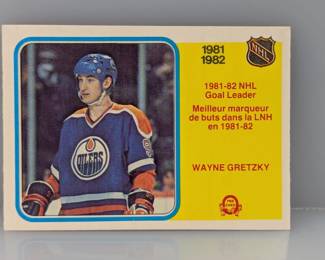 1981
1982
NHL
1981-82 NHL
Goal Leader
Meilleur marqueur
de buts dans la LNH
en 1981-82
OILERS
WAYNE GRETZKY